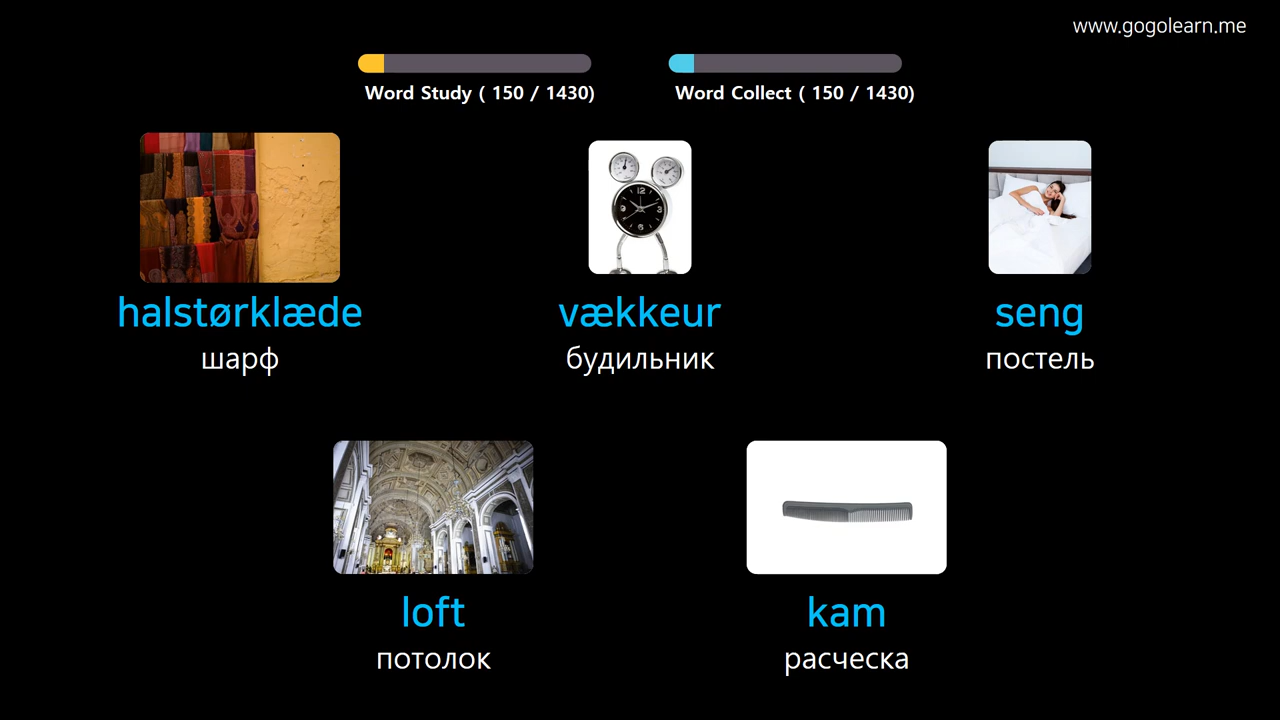 www.gogolearn.me
Word Study ( 150 / 1430)
Word Collect ( 150 / 1430)
halstørklæde
шарф
vækkeur
будильник
seng
постель
loft
потолок
kam
расческа